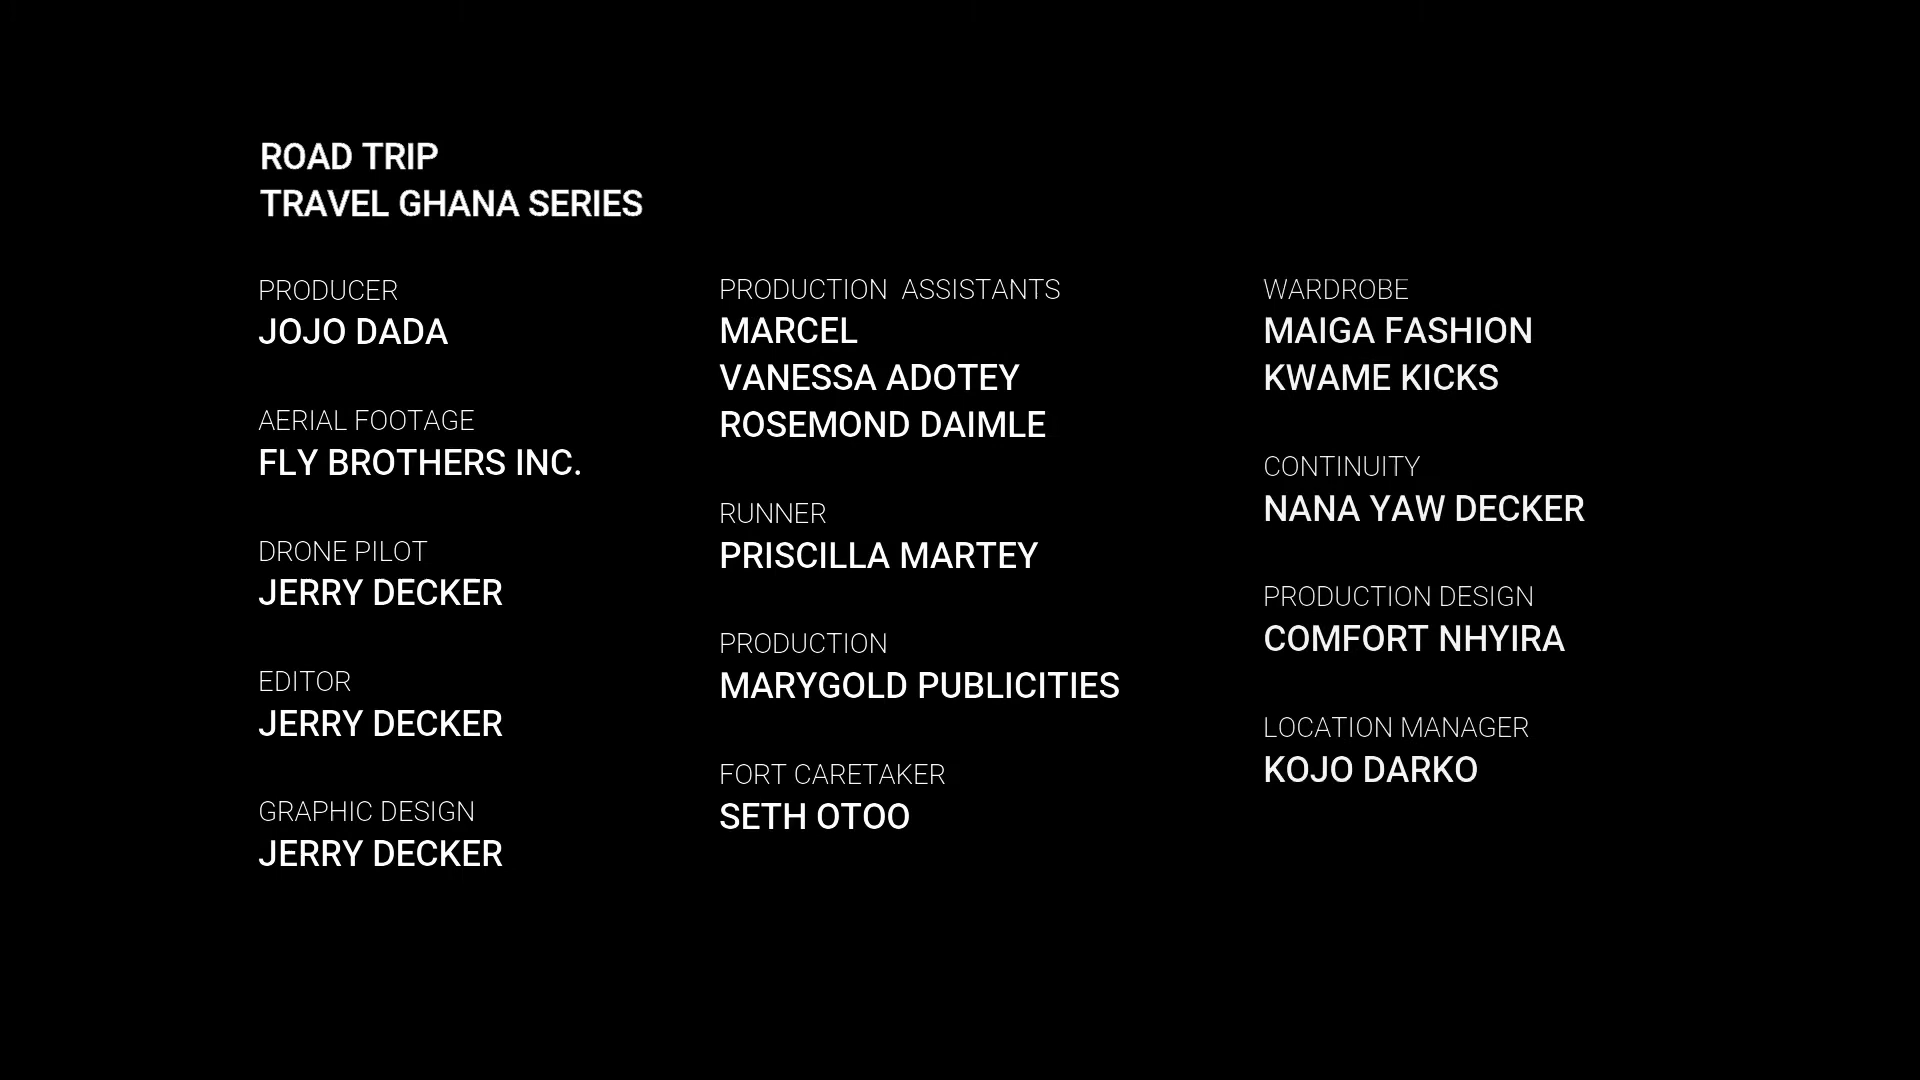 ROAD TRIP
TRAVEL GHANA SERIES
PRODUCER
JOJO DADA
AERIAL FOOTAGE
FLY BROTHERS INC.
DRONE PILOT
JERRY DECKER
EDITOR
JERRY DECKER
GRAPHIC DESIGN
JERRY DECKER
PRODUCTION ASSISTANTS
MARCEL
VANESSA ADOTEY
ROSEMOND DAIMLE
RUNNER
PRISCILLA MARTEY
PRODUCTION
MARYGOLD PUBLICITIES
FORT CARETAKER
SETH OTOO
WARDROBE
MAIGA FASHION
KWAME KICKS
CONTINUITY
NANA YAW DECKER
PRODUCTION DESIGN
COMFORT NHYIRA
LOCATION MANAGER
KOJO DARKO